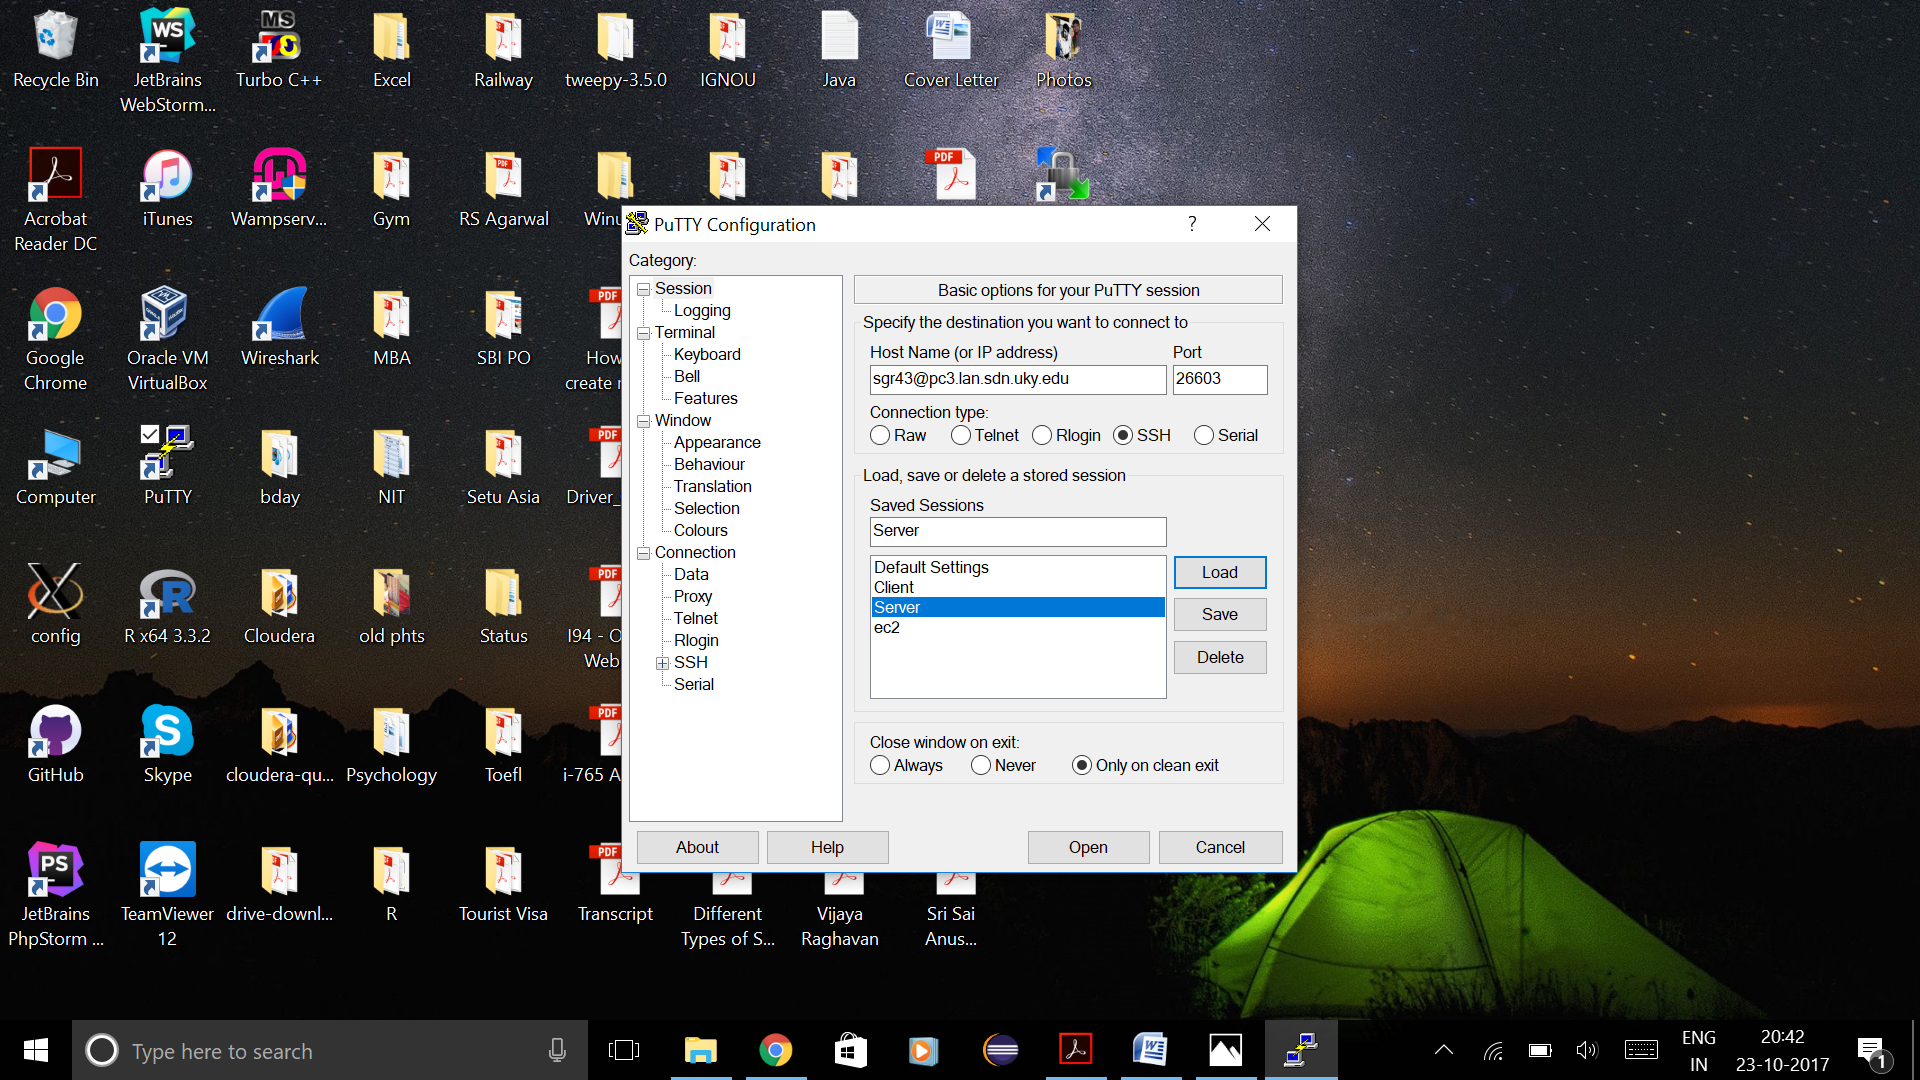 Recycle Bin
JetBrains
WebStorm...
Turbo C++
Excel
Railway
tweepy-3.5.0
IGNOU
Java
Cover Letter
Photos
Acrobat
Reader DC
iTunes
Wampserv...
Gym
RS Agarwal
PuTTY Configuration
?
Category:
Session
Logging
Terminal
Keyboard
Bell
Features
Window
Appearance
Behaviour
Translation
Selection
Colours
Connection
Data
Proxy
Telnet
Rlogin
SSH
Serial
Basic options for your PuTTY session
Specify the destination you want to connect to
Host Name (or IP address)
Port
sgr43@pc3.lan.sdn.uky.edu
26603
Connection type:
Raw
Telnet
Rlogin
SSH
Serial
Load, save or delete a stored session
Saved Sessions
Server
Default Settings
Client
Server
ec2
Load
Save
Delete
Close window on exit:
Always
Never
Only on clean exit
About
Help
Open
Cancel
Google
Chrome
Oracle VM
VirtualBox
Wireshark
MBA
SBI PO
How
create
Computer
PuTTY
bday
NIT
Setu Asia
Driver_
config
R x64 3.3.2
Cloudera
old phts
Status
I94 - O
Web
GitHub
Skype
cloudera-qu...
Psychology
Toefl
i-765 A
JetBrains
PhpStorm ...
TeamViewer
12
drive-downl...
R
Tourist Visa
Transcript
Different
Types of S...
Vijaya
Raghavan
Sri Sai
Anus...
Type here to search
ENG
IN
20:42
23-10-2017
1